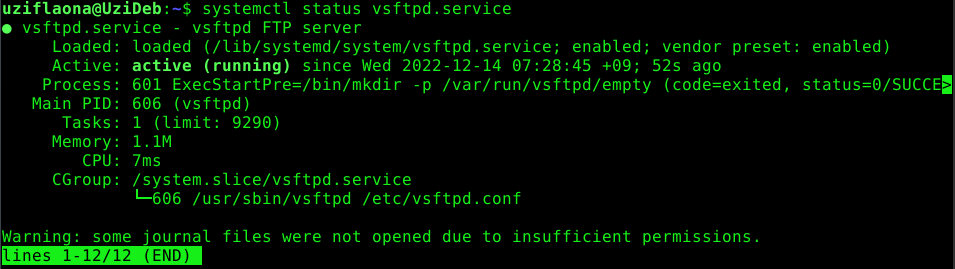 uziflaona@UziDeb:~$ systemctl status vsftpd.service
● vsftpd.service - vsftpd FTP server
     Loaded: loaded (/lib/systemd/system/vsftpd.service; enabled; vendor preset: enabled)
     Active: active (running) since Wed 2022-12-14 07:28:45 +09; 52s ago
    Process: 601 ExecStartPre=/bin/mkdir -p /var/run/vsftpd/empty (code=exited, status=0/SUCCE>
   Main PID: 606 (vsftpd)
      Tasks: 1 (limit: 9290)
     Memory: 1.1M
        CPU: 7ms
     CGroup: /system.slice/vsftpd.service
             └─606 /usr/sbin/vsftpd /etc/vsftpd.conf
Warning: some journal files were not opened due to insufficient permissions.
lines 1-12/12 (END)